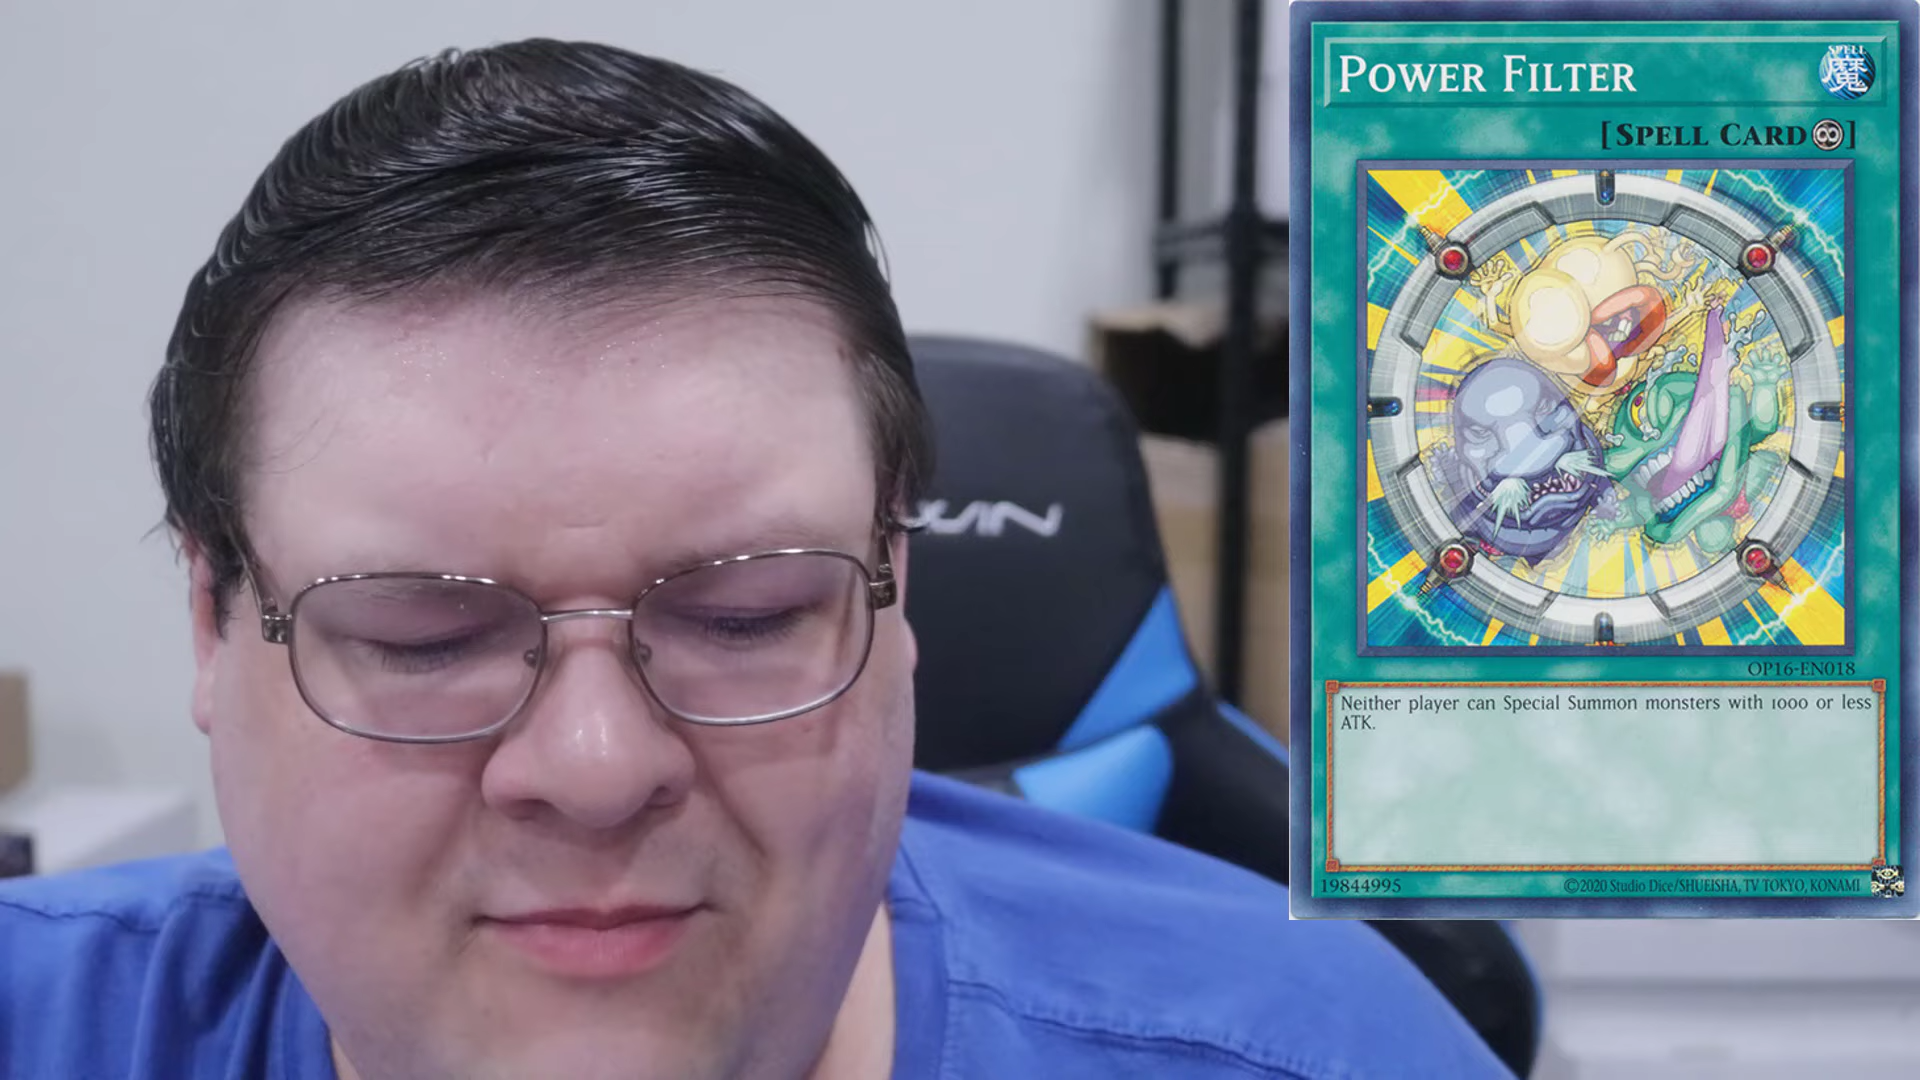 POWER FILTER
SPELL
魔
[SPELL CARD]
OP16-EN018
Neither player can Special Summon monsters with 1000 or less
ATK.
19844995
©2020 Studio Dice/SHUEISHA, TV TOKYO, KONAMI